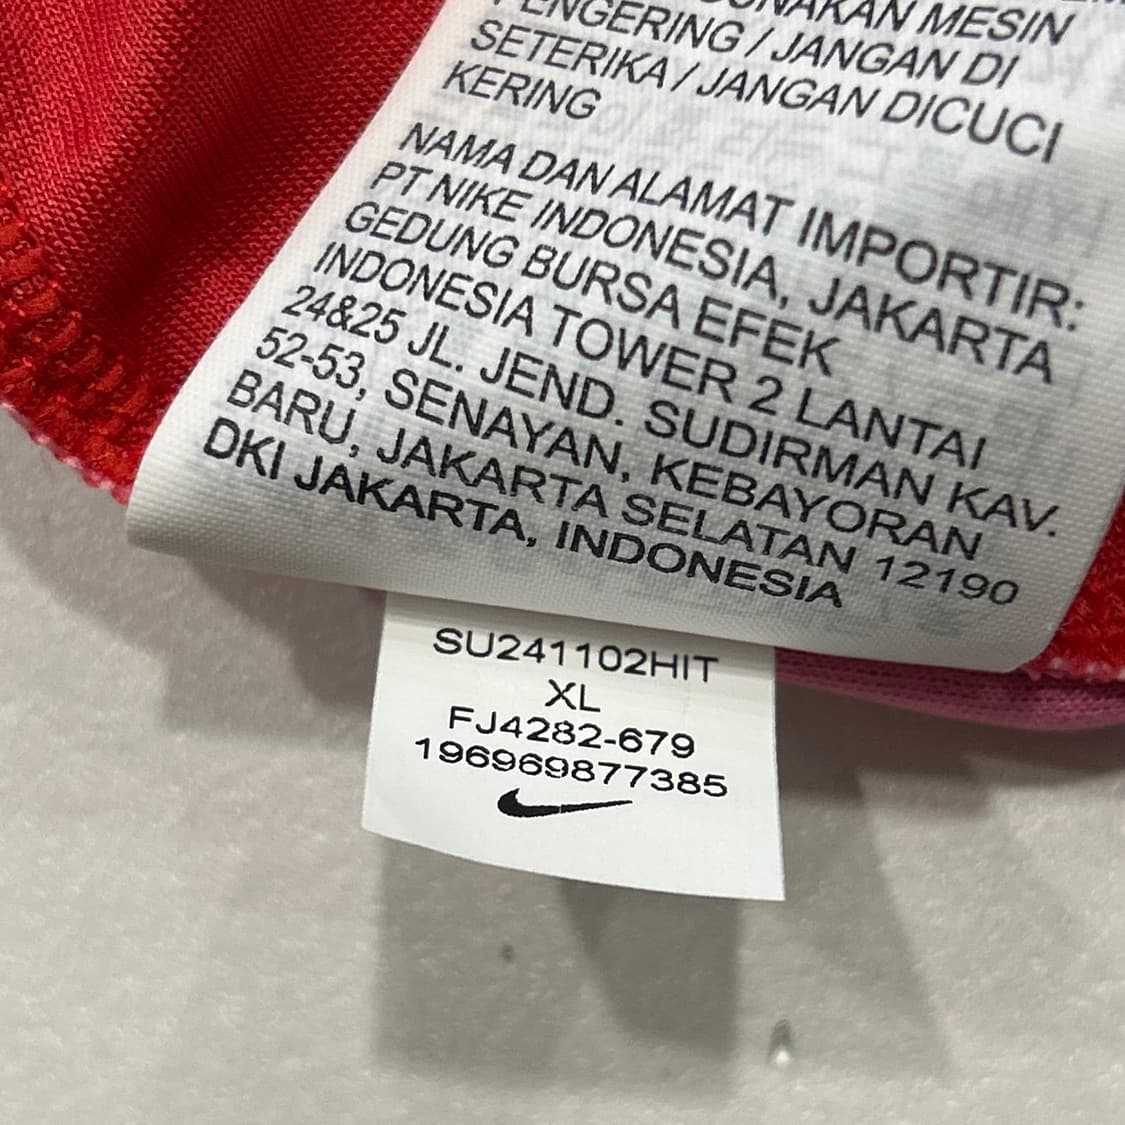 MESIN
PENGERING / JANGAN DI
SETERIKA / JANGAN DICUCI
KERING
NAMA DAN ALAMAT IMPORTIR:
PT NIKE INDONESIA, JAKARTA
GEDUNG BURSA EFEK
INDONESIA TOWER 2 LANTAI
24&25 JL. JEND. SUDIRMAN KAV.
52-53, SENAYAN, KEBAYORAN
BARU, JAKARTA SELATAN 12190
DKI JAKARTA, INDONESIA
SU241102HIT
XL
FJ4282-679
196969877385